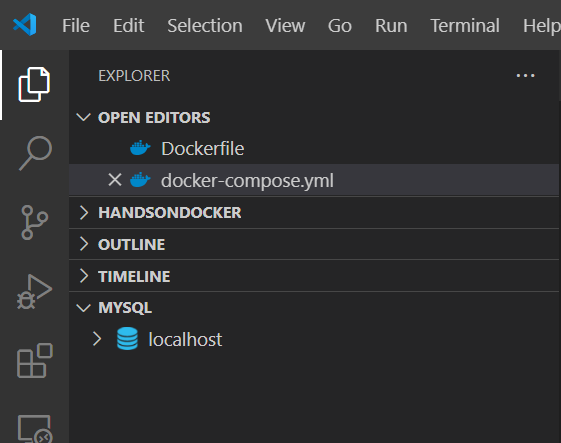 File Edit Selection View Go Run Terminal Help
EXPLORER
OPEN EDITORS
Dockerfile
docker-compose.yml
HANDSONDOCKER
OUTLINE
TIMELINE
MYSQL
localhost